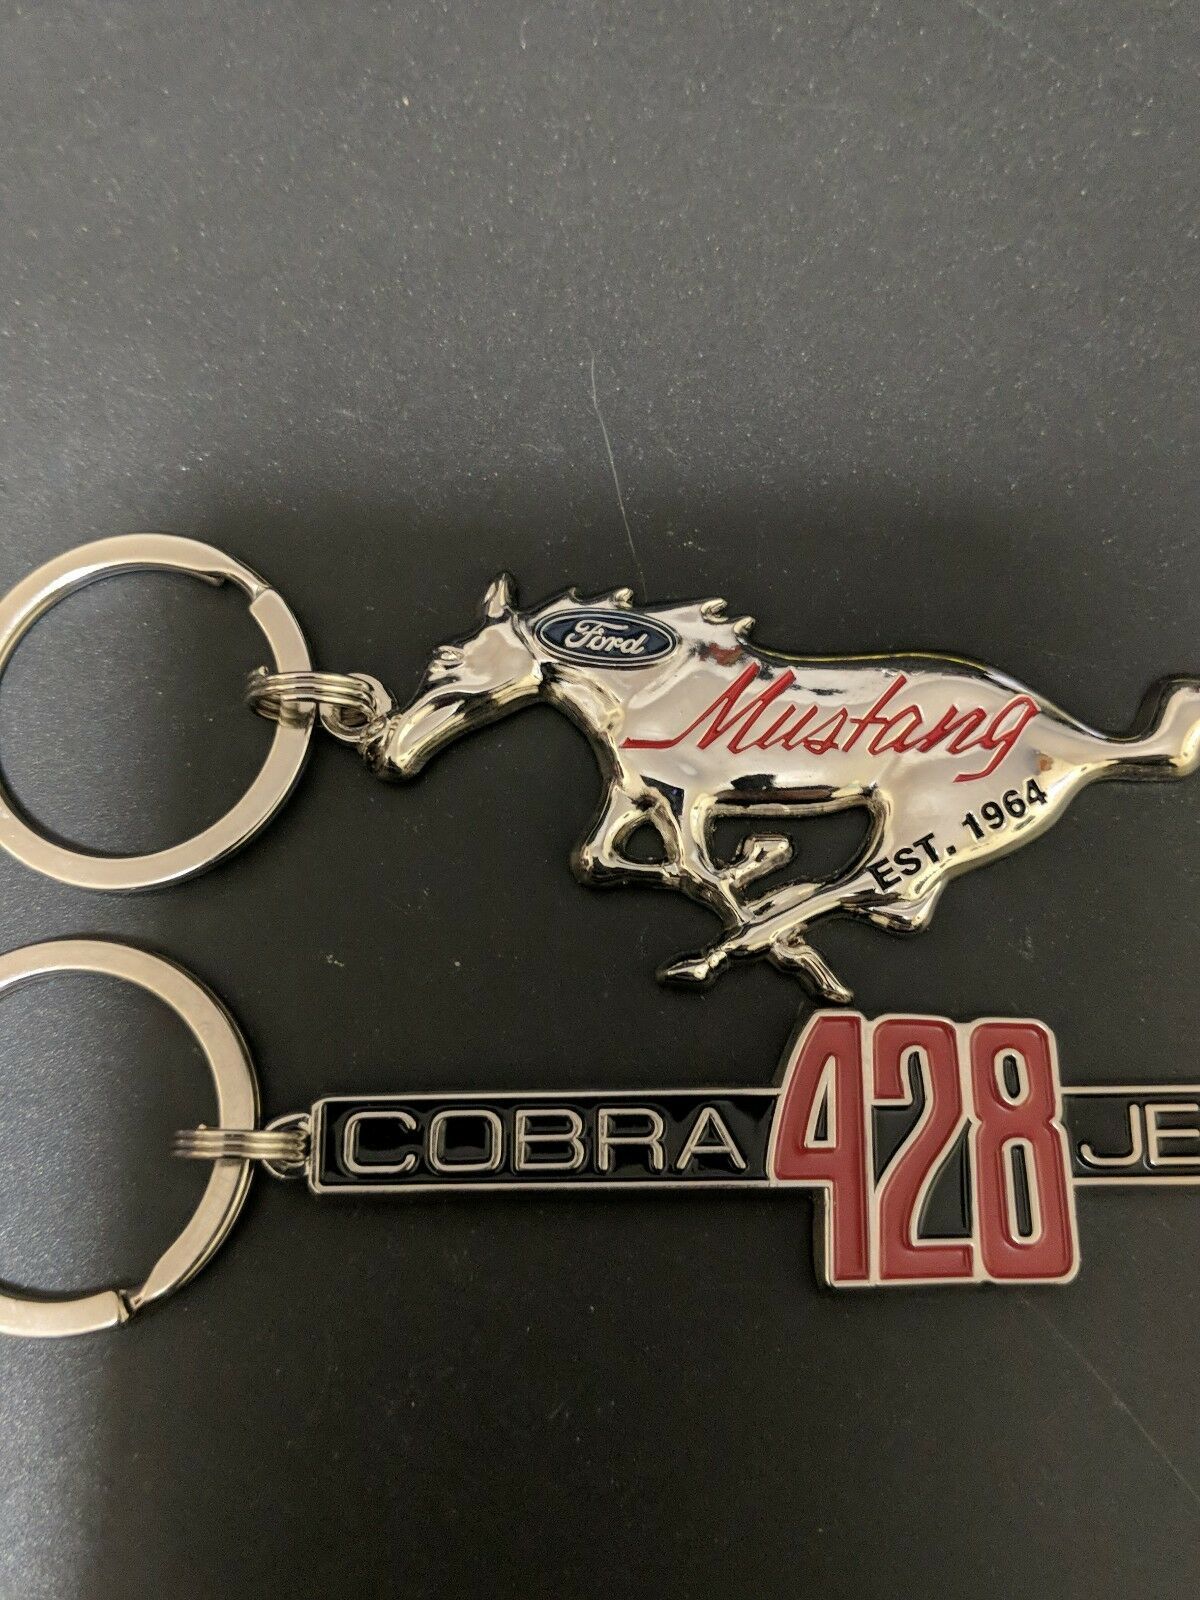 Ford
Mustang
EST. 1964
COBRA 428 JE